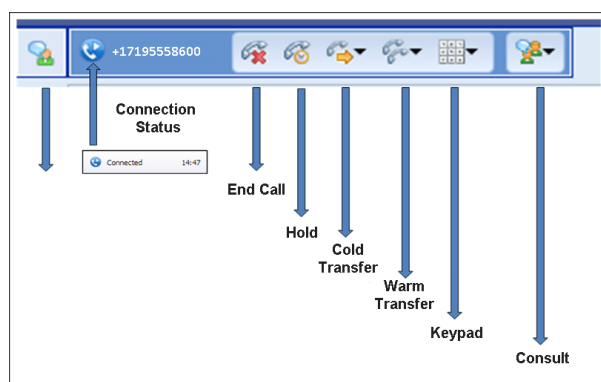 +17195558600
Connection
Status
Connected 14:47
End Call
Hold
Cold
Transfer
Warm
Transfer
Keypad
Consult